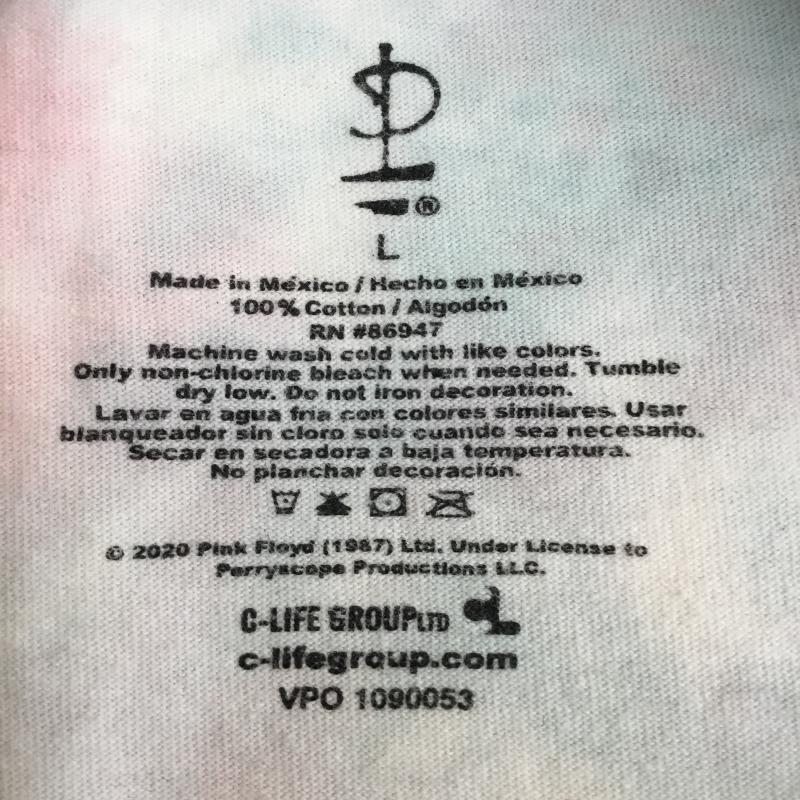 ®
L
Made in México / Hecho en México
100% Cotton / Algodón
RN #86947
Machine wash cold with like colors.
Only non-chlorine bleach when needed. Tumble
dry low. Do not iron decoration.
Lavar en agua fria con colores similares. Usar
blanqueador sin cloro solo cuando sea necesario.
Secar en secadora a baja temperatura.
No planchar decoración.
© 2020 Pink Floyd (1987) Ltd. Under License to
Perryscope Productions LLC.
C-LIFE GROUP LTD
c-lifegroup.com
VPO 1090053